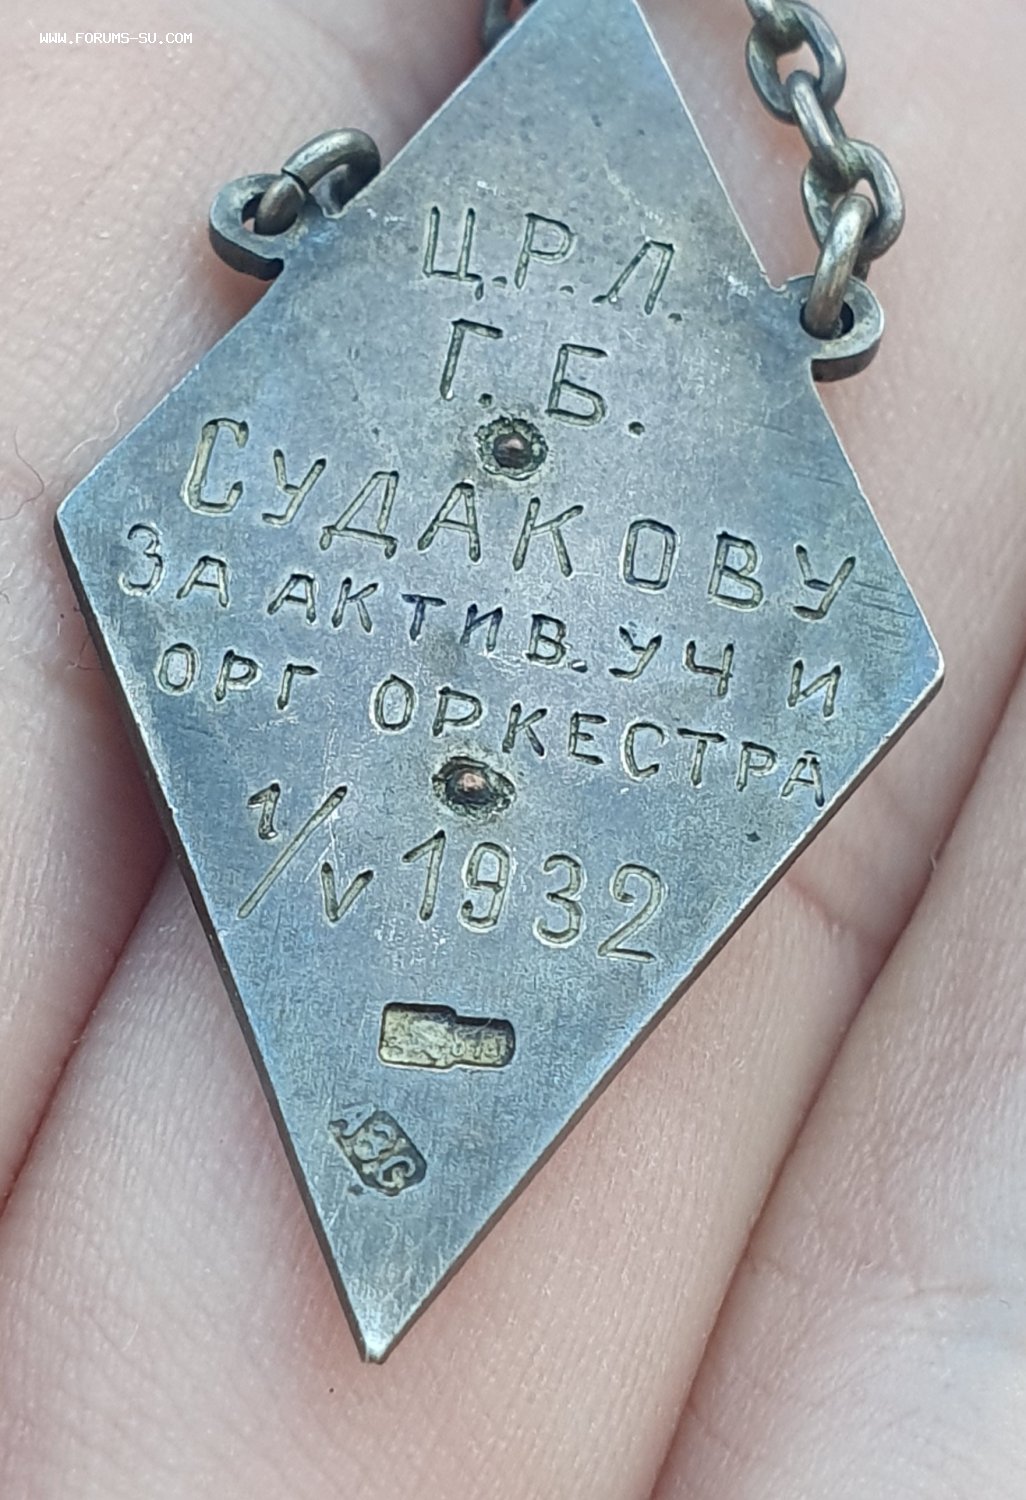 WWW.FORUMS-SU.COM
Ц.Р.Л.
Г. Б.
СУДАКОВУ
ЗА АКТИВ. УЧ И
ОРГ ОРКЕСТРА
1/V 1932